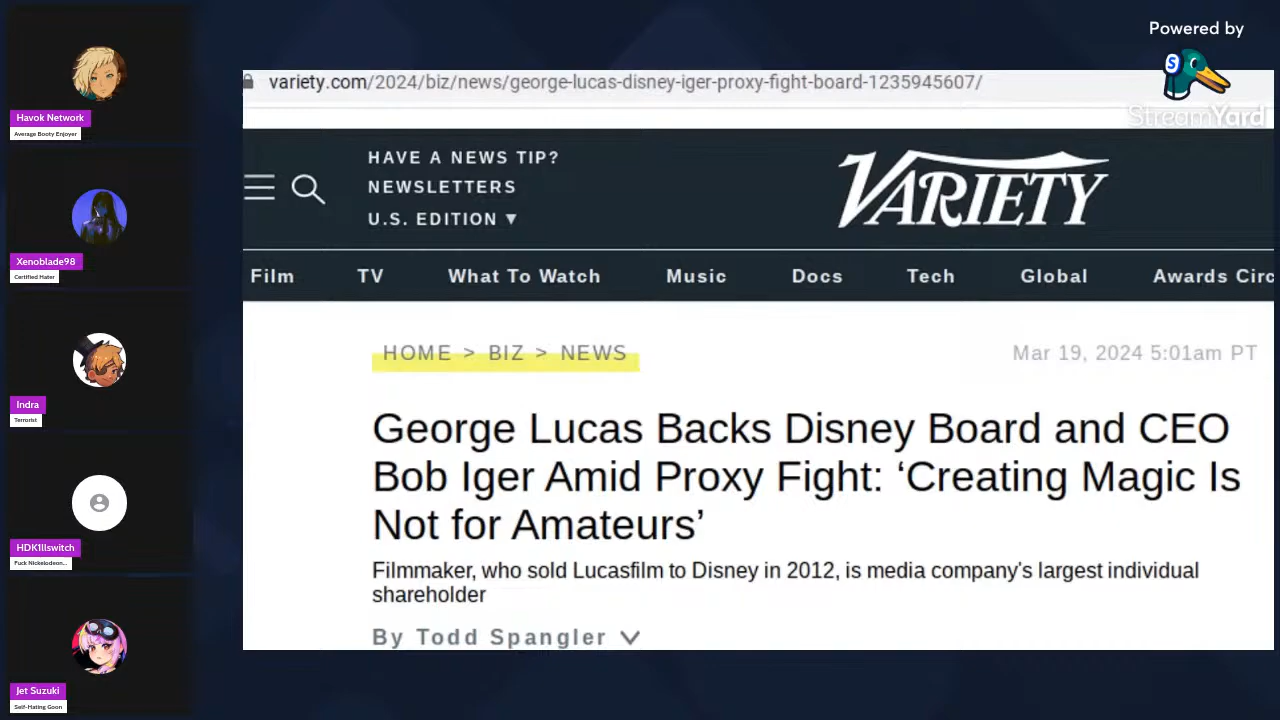 Powered by
StreamYard
Havok Network
Average Booty Enjoyer
Xenoblade98
Certified Hater
Indra
Terrorist
HDK1llswitch
Fuck Nickelodeon...
Jet Suzuki
Self-Hating Goon
variety.com/2024/biz/news/george-lucas-disney-iger-proxy-fight-board-1235945607/
HAVE A NEWS TIP?
NEWSLETTERS
U.S. EDITION ▼
VARIETY
Film TV What To Watch Music Docs Tech Global Awards Circ
HOME > BIZ > NEWS
Mar 19, 2024 5:01am PT
George Lucas Backs Disney Board and CEO
Bob Iger Amid Proxy Fight: ‘Creating Magic Is
Not for Amateurs’
Filmmaker, who sold Lucasfilm to Disney in 2012, is media company's largest individual
shareholder
By Todd Spangler